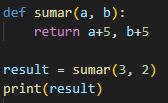 def sumar(a, b):
    return a+5, b+5
result = sumar(3, 2)
print(result)